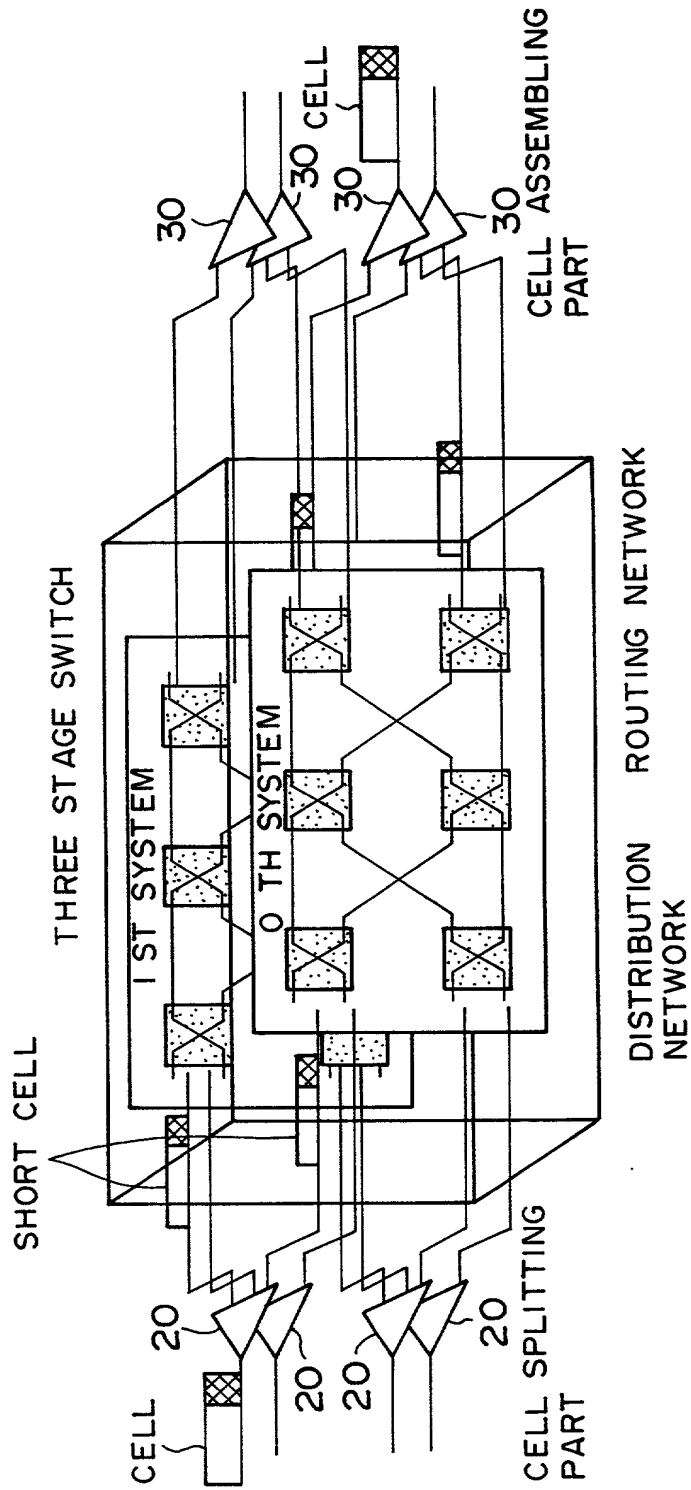 THREE STAGE SWITCH
SHORT CELL
1 ST SYSTEM
0 TH SYSTEM
CELL
20
20
20
20
CELL SPLITTING
PART
DISTRIBUTION
NETWORK
ROUTING NETWORK
30
30
30
30
CELL
CELL ASSEMBLING
PART